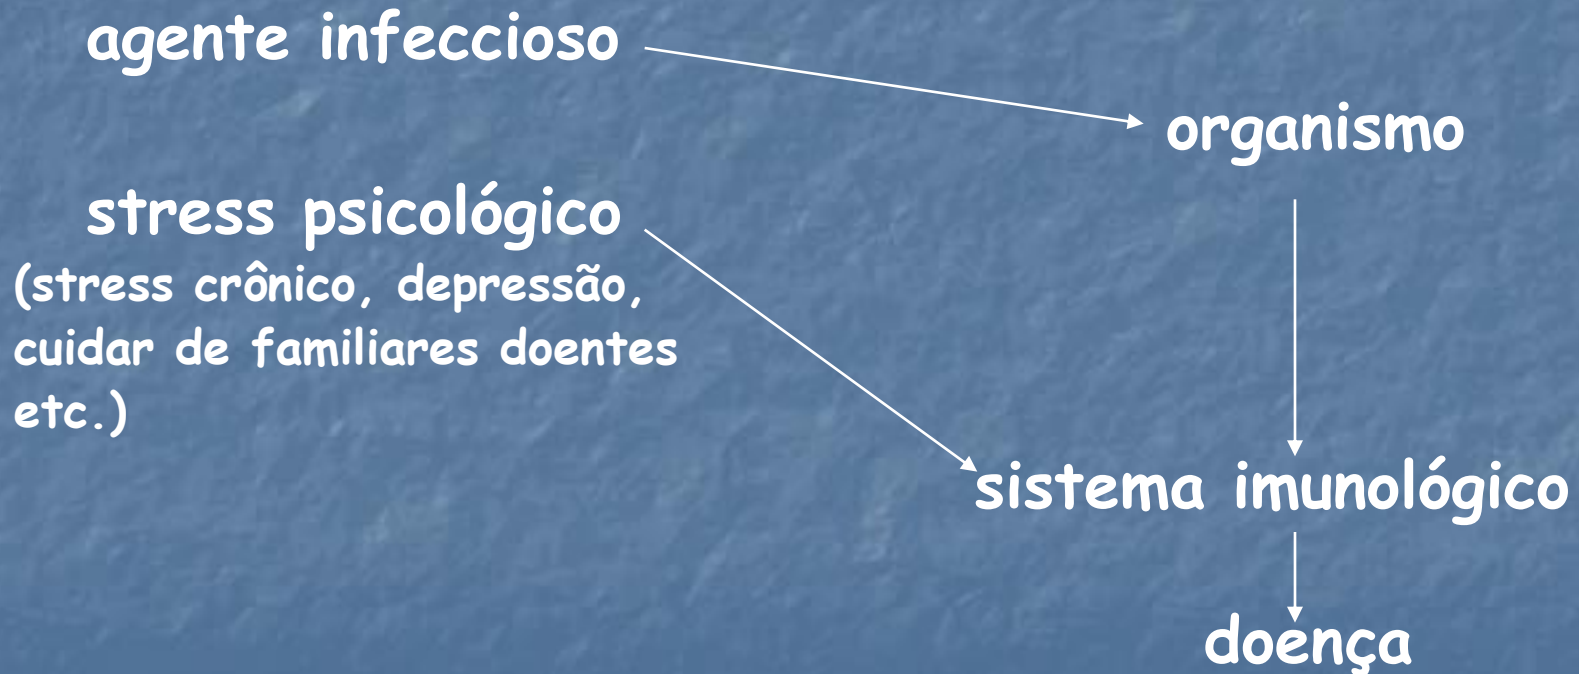 agente infeccioso
organismo
stress psicológico
(stress crônico, depressão,
cuidar de familiares doentes
etc.)
sistema imunológico
doença